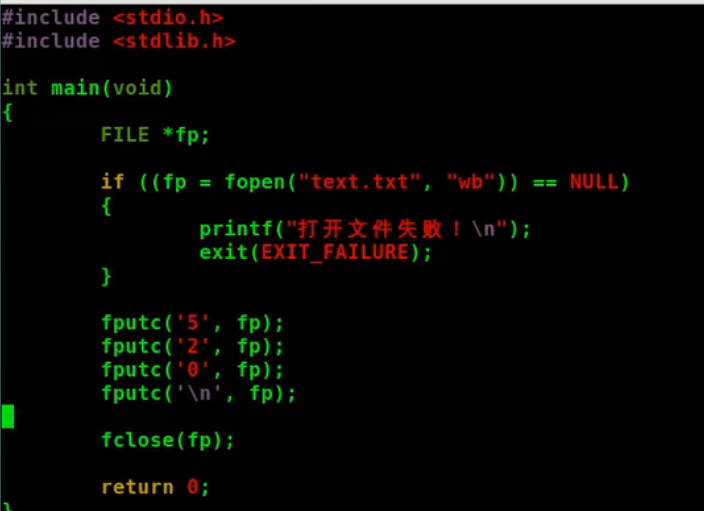 #include <stdio.h>
#include <stdlib.h>
int main(void)
{
FILE *fp;
if ((fp = fopen("text.txt", "wb")) == NULL)
{
printf("打开文件失败！\n");
exit(EXIT_FAILURE);
}
fputc('5', fp);
fputc('2', fp);
fputc('0', fp);
fputc('\n', fp);
fclose(fp);
return 0;
}